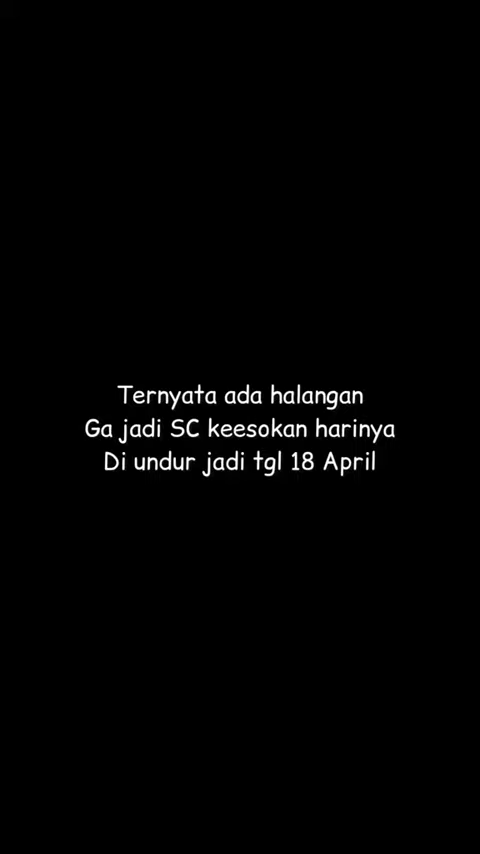 Ternyata ada halangan
Ga jadi SC keesokan harinya
Di undur jadi tgl 18 April